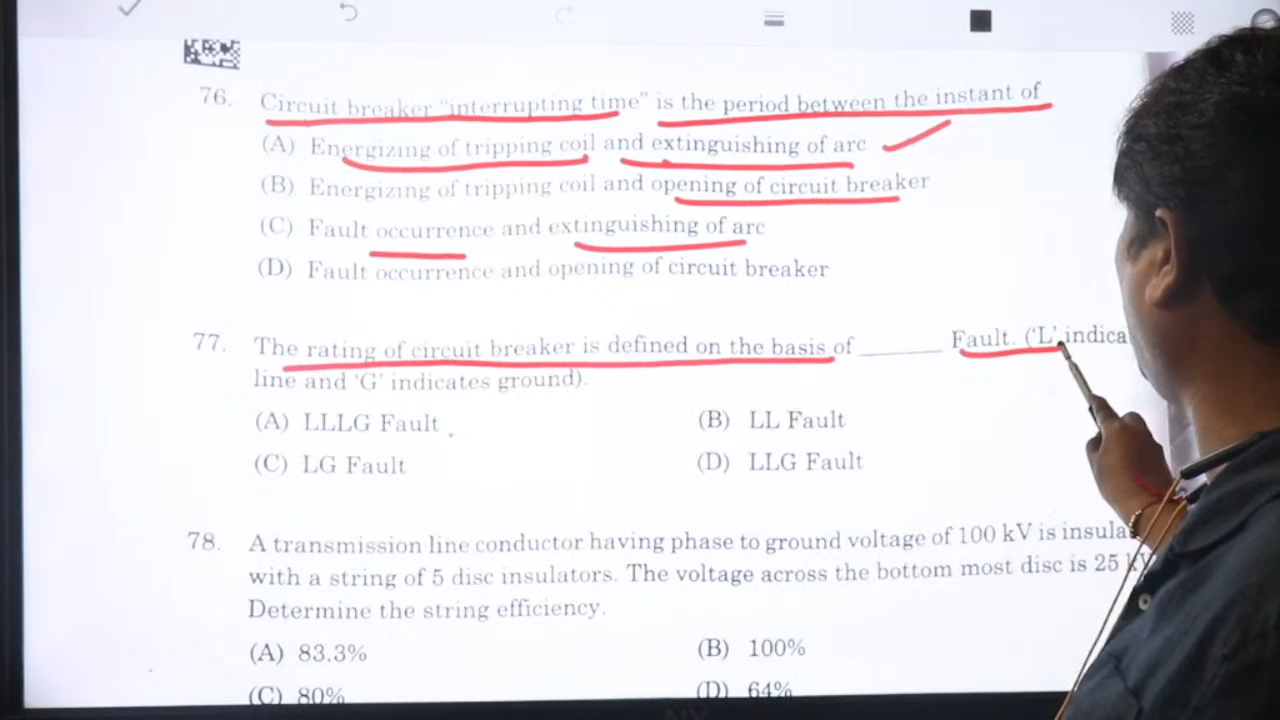 76. Circuit breaker "interrupting time" is the period between the instant of
(A) Energizing of tripping coil and extinguishing of arc
(B) Energizing of tripping coil and opening of circuit breaker
(C) Fault occurrence and extinguishing of arc
(D) Fault occurrence and opening of circuit breaker
77. The rating of circuit breaker is defined on the basis of ______ Fault. ('L' indica
line and 'G' indicates ground).
(A) LLLG Fault (B) LL Fault
(C) LG Fault (D) LLG Fault
78. A transmission line conductor having phase to ground voltage of 100 kV is insula
with a string of 5 disc insulators. The voltage across the bottom most disc is 25 kV
Determine the string efficiency.
(A) 83.3% (B) 100%
(C) 80% (D) 64%